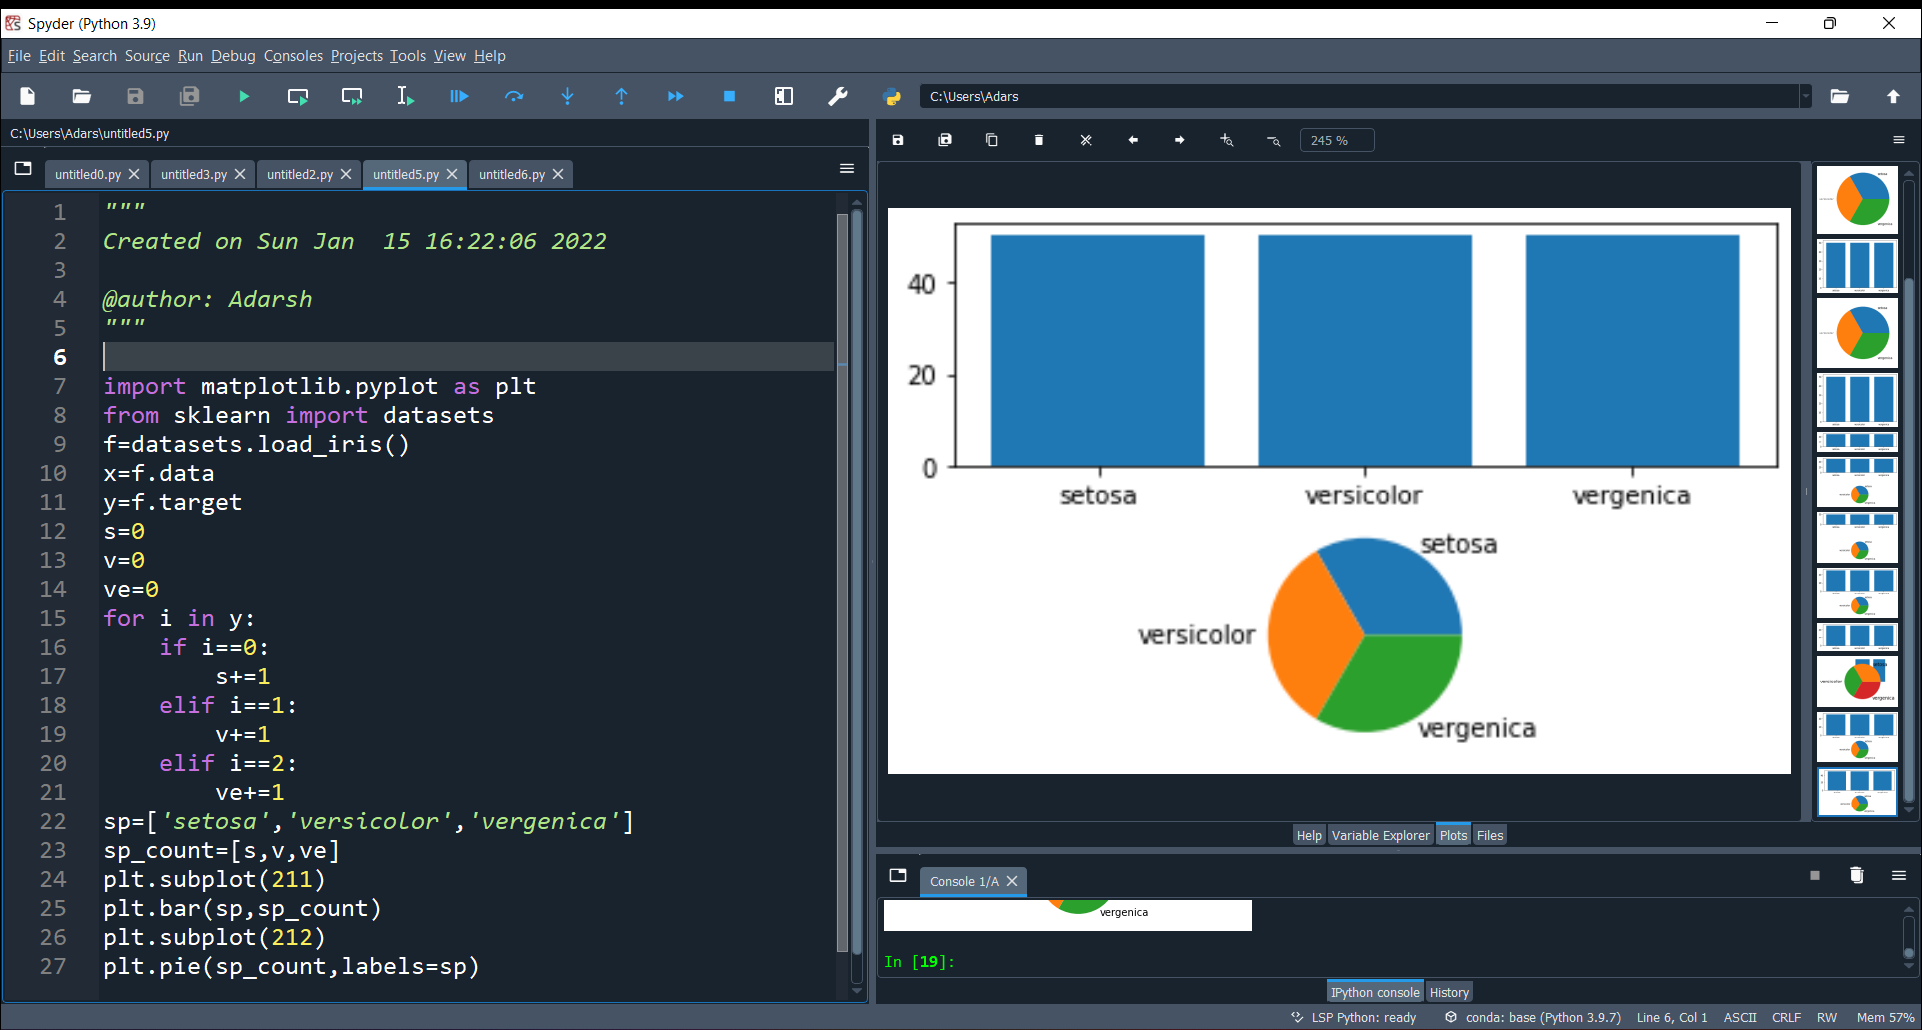 Spyder (Python 3.9)
File Edit Search Source Run Debug Consoles Projects Tools View Help
C:\Users\Adars
C:\Users\Adars\untitled5.py
untitled0.py untitled3.py untitled2.py untitled5.py untitled6.py
245 %
1 """
2 Created on Sun Jan  15 16:22:06 2022
3
4 @author: Adarsh
5 """
6
7 import matplotlib.pyplot as plt
8 from sklearn import datasets
9 f=datasets.load_iris()
10 x=f.data
11 y=f.target
12 s=0
13 v=0
14 ve=0
15 for i in y:
16     if i==0:
17         s+=1
18     elif i==1:
19         v+=1
20     elif i==2:
21         ve+=1
22 sp=['setosa','versicolor','vergenica']
23 sp_count=[s,v,ve]
24 plt.subplot(211)
25 plt.bar(sp,sp_count)
26 plt.subplot(212)
27 plt.pie(sp_count,labels=sp)
40
20
0
setosa versicolor vergenica
setosa
versicolor
vergenica
Help Variable Explorer Plots Files
Console 1/A
vergenica
In [19]:
IPython console History
LSP Python: ready conda: base (Python 3.9.7) Line 6, Col 1 ASCII CRLF RW Mem 57%